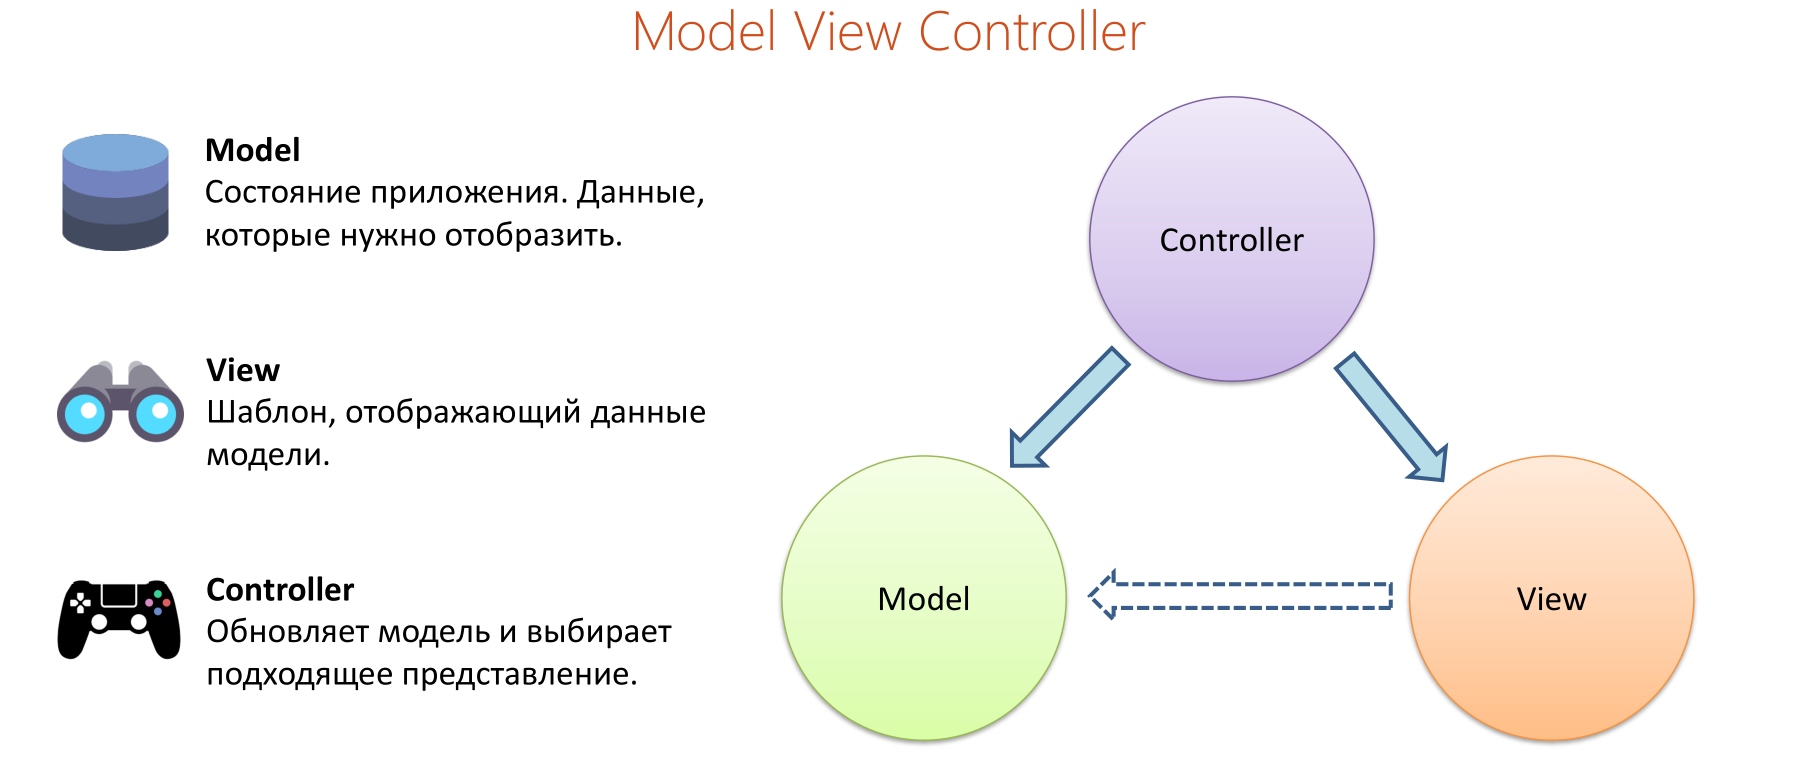 Model View Controller
Model
Состояние приложения. Данные,
которые нужно отобразить.
View
Шаблон, отображающий данные
модели.
Controller
Обновляет модель и выбирает
подходящее представление.
Controller
Model
View